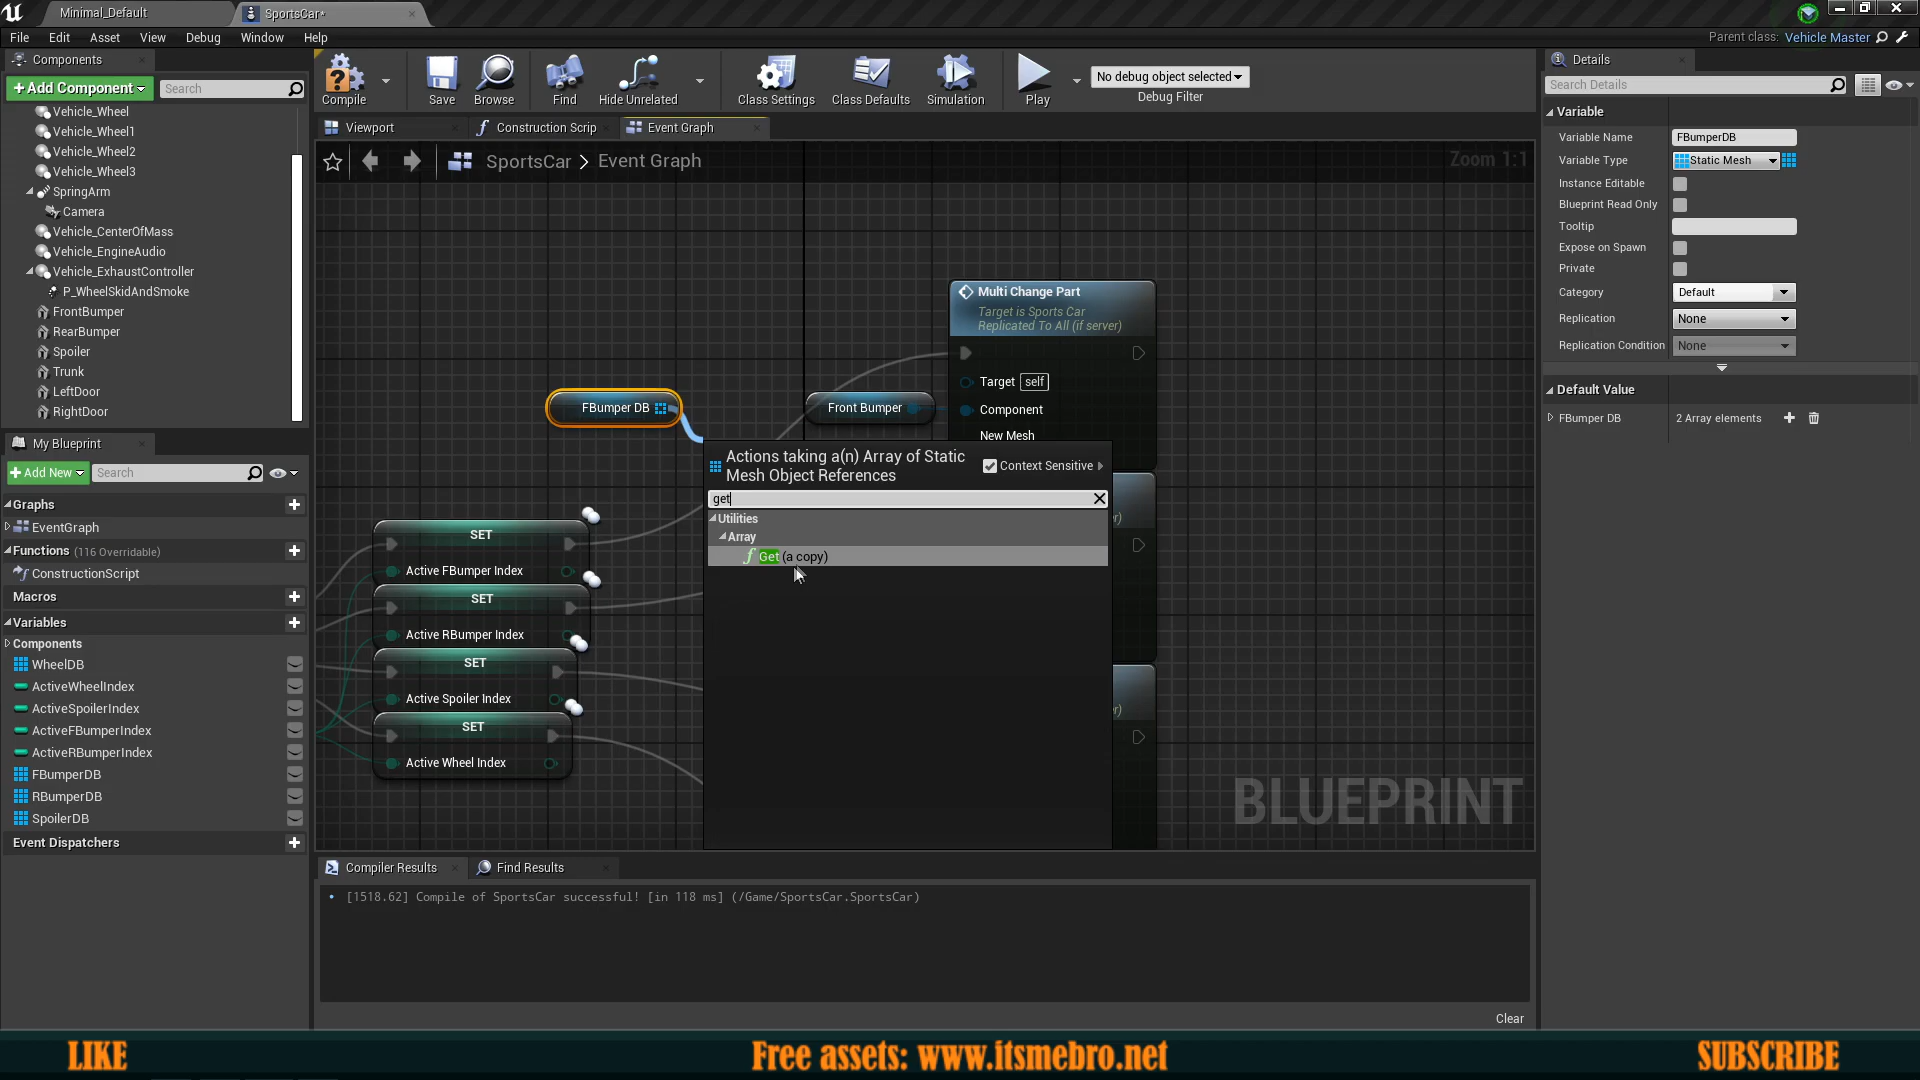 Minimal_Default
SportsCar*
File Edit Asset View Debug Window Help
Parent class: Vehicle Master
Components
+Add Component
Search
Vehicle_Wheel
Vehicle_Wheel1
Vehicle_Wheel2
Vehicle_Wheel3
SpringArm
Camera
Vehicle_CenterOfMass
Vehicle_EngineAudio
Vehicle_ExhaustController
P_WheelSkidAndSmoke
FrontBumper
RearBumper
Spoiler
Trunk
LeftDoor
RightDoor
My Blueprint
+Add New
Search
Graphs
EventGraph
Functions (116 Overridable)
ConstructionScript
Macros
Variables
Components
WheelDB
ActiveWheelIndex
ActiveSpoilerIndex
ActiveFBumperIndex
ActiveRBumperIndex
FBumperDB
RBumperDB
SpoilerDB
Event Dispatchers
Compile
Save
Browse
Find
Hide Unrelated
Class Settings
Class Defaults
Simulation
Play
No debug object selected
Debug Filter
Viewport
Construction Scrip
Event Graph
SportsCar > Event Graph
Zoom 1:1
Multi Change Part
Target is Sports Car
Replicated To All (if server)
Target self
Component
New Mesh
FBumper DB
Front Bumper
Actions taking a(n) Array of Static
Mesh Object References
Context Sensitive
get
Utilities
Array
Get (a copy)
SET
Active FBumper Index
SET
Active RBumper Index
SET
Active Spoiler Index
SET
Active Wheel Index
r)
r)
BLUEPRINT
Compiler Results
Find Results
[1518.62] Compile of SportsCar successful! [in 118 ms] (/Game/SportsCar.SportsCar)
Clear
Details
Search Details
Variable
Variable Name FBumperDB
Variable Type Static Mesh
Instance Editable
Blueprint Read Only
Tooltip
Expose on Spawn
Private
Category Default
Replication None
Replication Condition None
Default Value
FBumper DB 2 Array elements
LIKE
Free assets: www.itsmebro.net
SUBSCRIBE